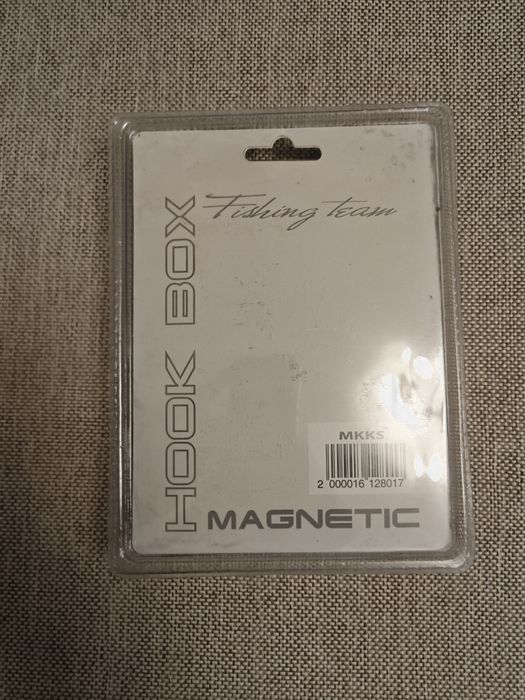 Fishing team
HOOK BOX
MKKS
2 000016 128017
MAGNETIC